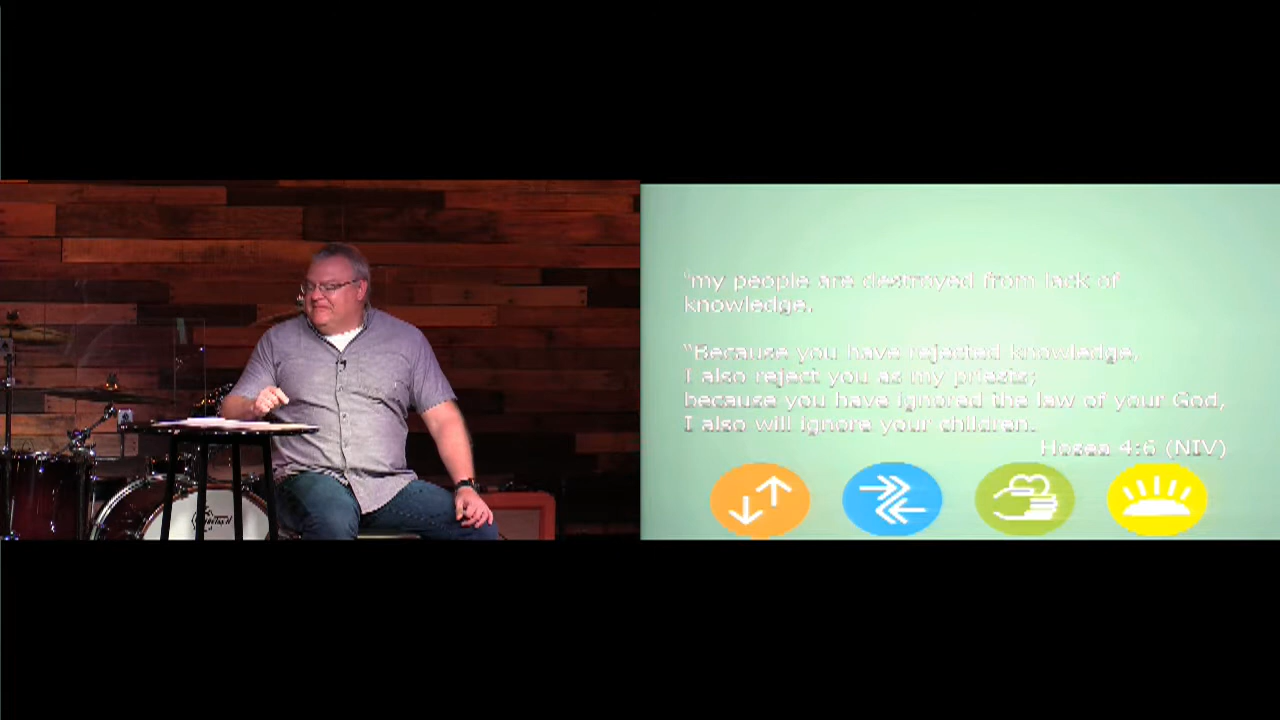 “my people are destroyed from lack of
knowledge.
“Because you have rejected knowledge,
I also reject you as my priests;
because you have ignored the law of your God,
I also will ignore your children.
Hosea 4:6 (NIV)